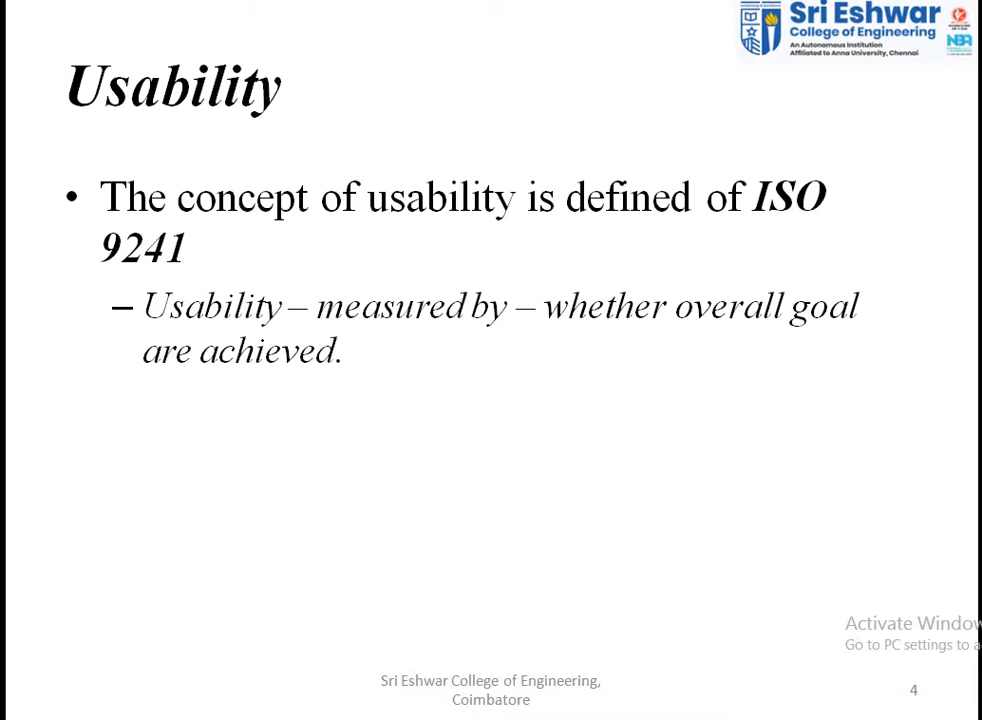 Sri Eshwar
College of Engineering
An Autonomous Institution
Affiliated to Anna University, Chennai
NBA
Usability
• The concept of usability is defined of ISO
9241
– Usability – measured by – whether overall goal
are achieved.
Activate Window
Go to PC settings to a
Sri Eshwar College of Engineering,
Coimbatore
4